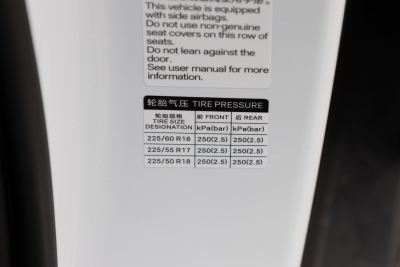 This vehicle is equipped
with side airbags.
Do not use non-genuine
seat covers on this row of
seats.
Do not lean against the
door.
See user manual for more
information.
轮胎气压 TIRE PRESSURE
轮胎规格 前 FRONT 后 REAR
TIRE SIZE
DESIGNATION kPa(bar) kPa(bar)
225/60 R16 250(2.5) 250(2.5)
225/55 R17 250(2.5) 250(2.5)
225/50 R18 250(2.5) 250(2.5)